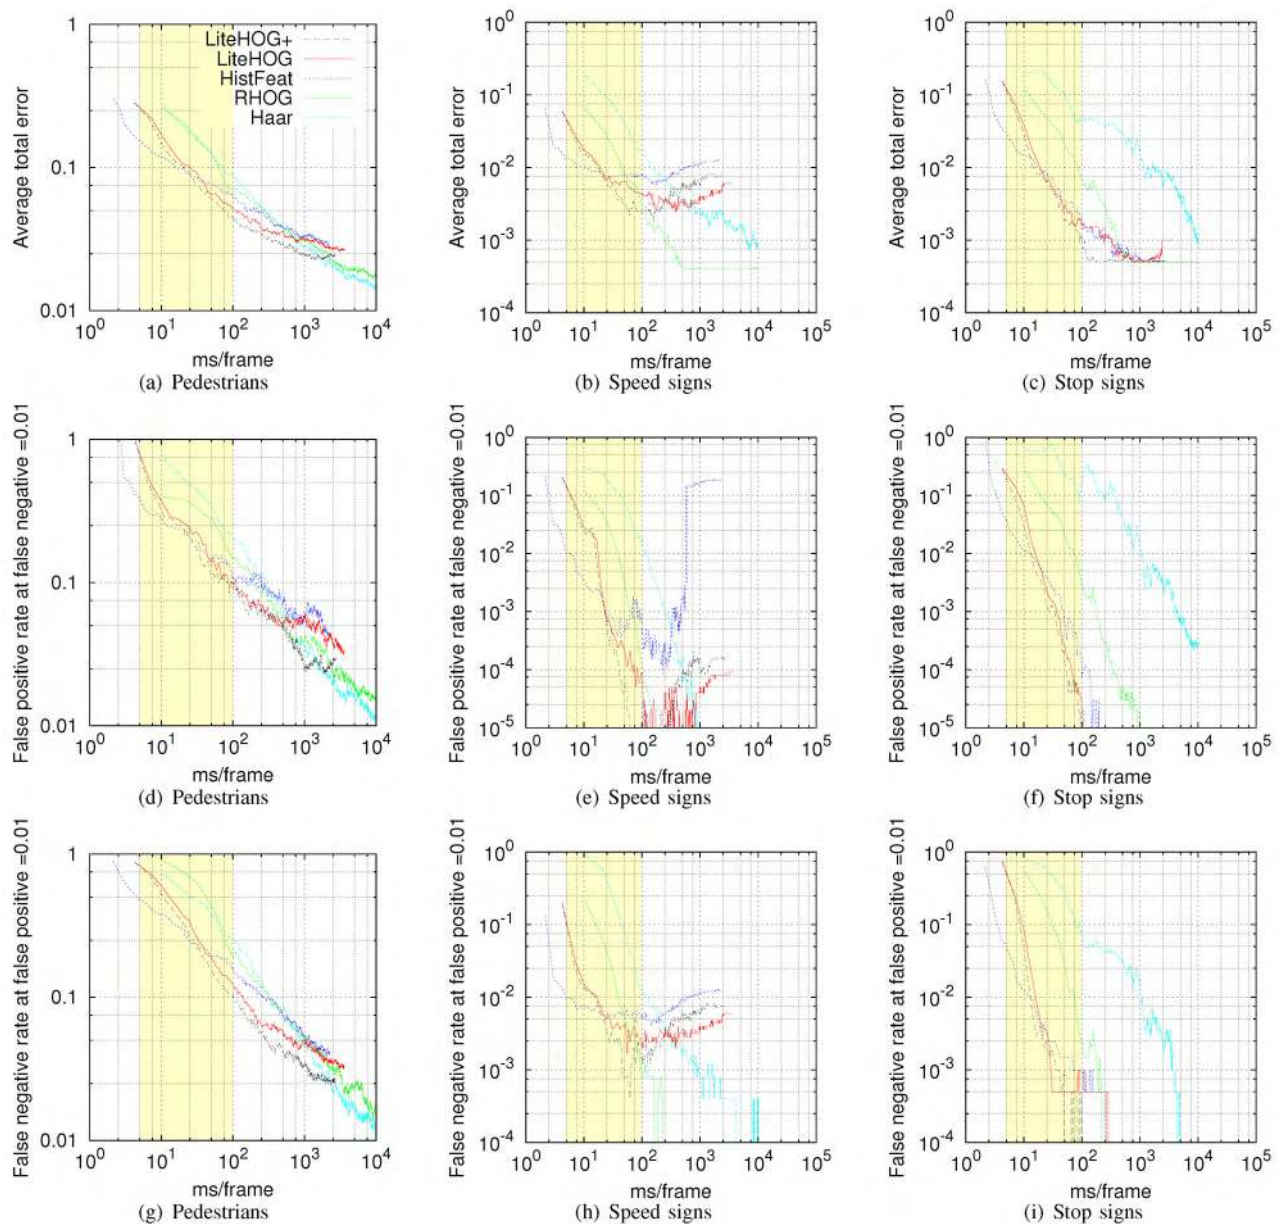 Average total error
1
0.1
0.01
10^0 10^1 10^2 10^3 10^4
ms/frame
LiteHOG+
LiteHOG
HistFeat
RHOG
Haar
(a) Pedestrians
Average total error
10^0
10^-1
10^-2
10^-3
10^-4
10^0 10^1 10^2 10^3 10^4 10^5
ms/frame
(b) Speed signs
Average total error
10^0
10^-1
10^-2
10^-3
10^-4
10^0 10^1 10^2 10^3 10^4 10^5
ms/frame
(c) Stop signs
False positive rate at false negative =0.01
1
0.1
0.01
10^0 10^1 10^2 10^3 10^4
ms/frame
(d) Pedestrians
False positive rate at false negative =0.01
10^0
10^-1
10^-2
10^-3
10^-4
10^-5
10^0 10^1 10^2 10^3 10^4 10^5
ms/frame
(e) Speed signs
False positive rate at false negative =0.01
10^0
10^-1
10^-2
10^-3
10^-4
10^-5
10^0 10^1 10^2 10^3 10^4 10^5
ms/frame
(f) Stop signs
False negative rate at false positive =0.01
1
0.1
0.01
10^0 10^1 10^2 10^3 10^4
ms/frame
(g) Pedestrians
False negative rate at false positive =0.01
10^0
10^-1
10^-2
10^-3
10^-4
10^0 10^1 10^2 10^3 10^4 10^5
ms/frame
(h) Speed signs
False negative rate at false positive =0.01
10^0
10^-1
10^-2
10^-3
10^-4
10^0 10^1 10^2 10^3 10^4 10^5
ms/frame
(i) Stop signs